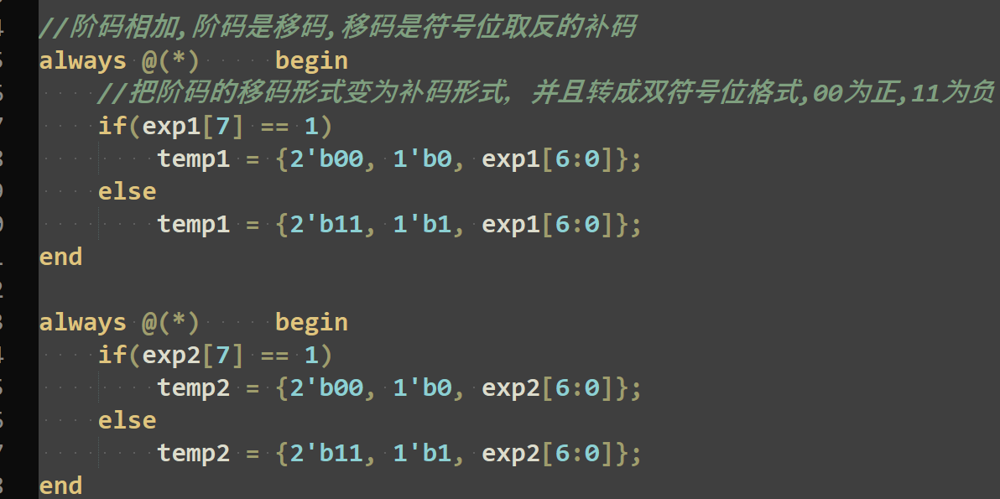 //阶码相加,阶码是移码,移码是符号位取反的补码
always @(*)     begin
    //把阶码的移码形式变为补码形式，并且转成双符号位格式,00为正,11为负
    if(exp1[7] == 1)
        temp1 = {2'b00, 1'b0, exp1[6:0]};
    else
        temp1 = {2'b11, 1'b1, exp1[6:0]};
end

always @(*)     begin
    if(exp2[7] == 1)
        temp2 = {2'b00, 1'b0, exp2[6:0]};
    else
        temp2 = {2'b11, 1'b1, exp2[6:0]};
end